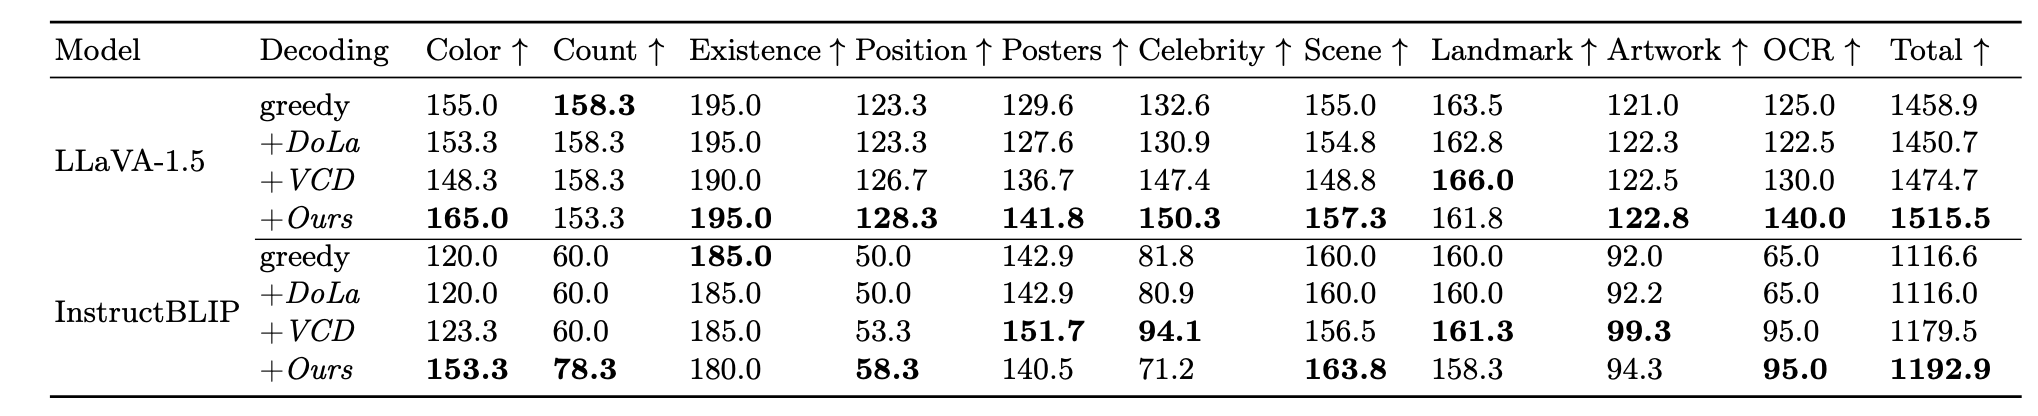 Model Decoding Color ↑ Count ↑ Existence ↑ Position ↑ Posters ↑ Celebrity ↑ Scene ↑ Landmark ↑ Artwork ↑ OCR ↑ Total ↑
greedy 155.0 158.3 195.0 123.3 129.6 132.6 155.0 163.5 121.0 125.0 1458.9
+DoLa 153.3 158.3 195.0 123.3 127.6 130.9 154.8 162.8 122.3 122.5 1450.7
LLaVA-1.5
+VCD 148.3 158.3 190.0 126.7 136.7 147.4 148.8 166.0 122.5 130.0 1474.7
+Ours 165.0 153.3 195.0 128.3 141.8 150.3 157.3 161.8 122.8 140.0 1515.5
greedy 120.0 60.0 185.0 50.0 142.9 81.8 160.0 160.0 92.0 65.0 1116.6
+DoLa 120.0 60.0 185.0 50.0 142.9 80.9 160.0 160.0 92.2 65.0 1116.0
InstructBLIP
+VCD 123.3 60.0 185.0 53.3 151.7 94.1 156.5 161.3 99.3 95.0 1179.5
+Ours 153.3 78.3 180.0 58.3 140.5 71.2 163.8 158.3 94.3 95.0 1192.9